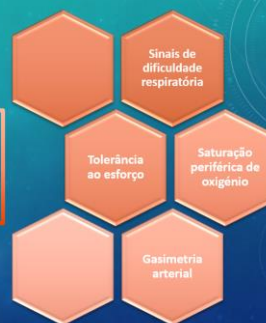 Sinais de
dificuldade
respiratória
Tolerância
ao esforço
Saturação
periférica de
oxigénio
Gasimetria
arterial